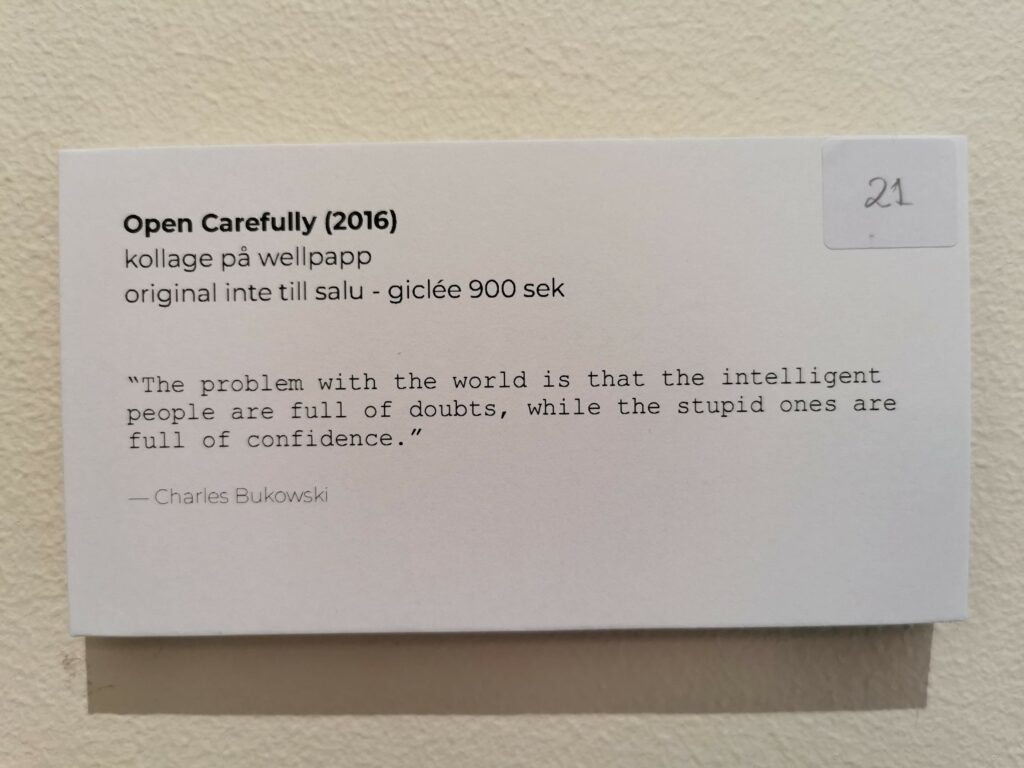 21
Open Carefully (2016)
kollage på wellpapp
original inte till salu - giclée 900 sek
“The problem with the world is that the intelligent
people are full of doubts, while the stupid ones are
full of confidence.”
— Charles Bukowski